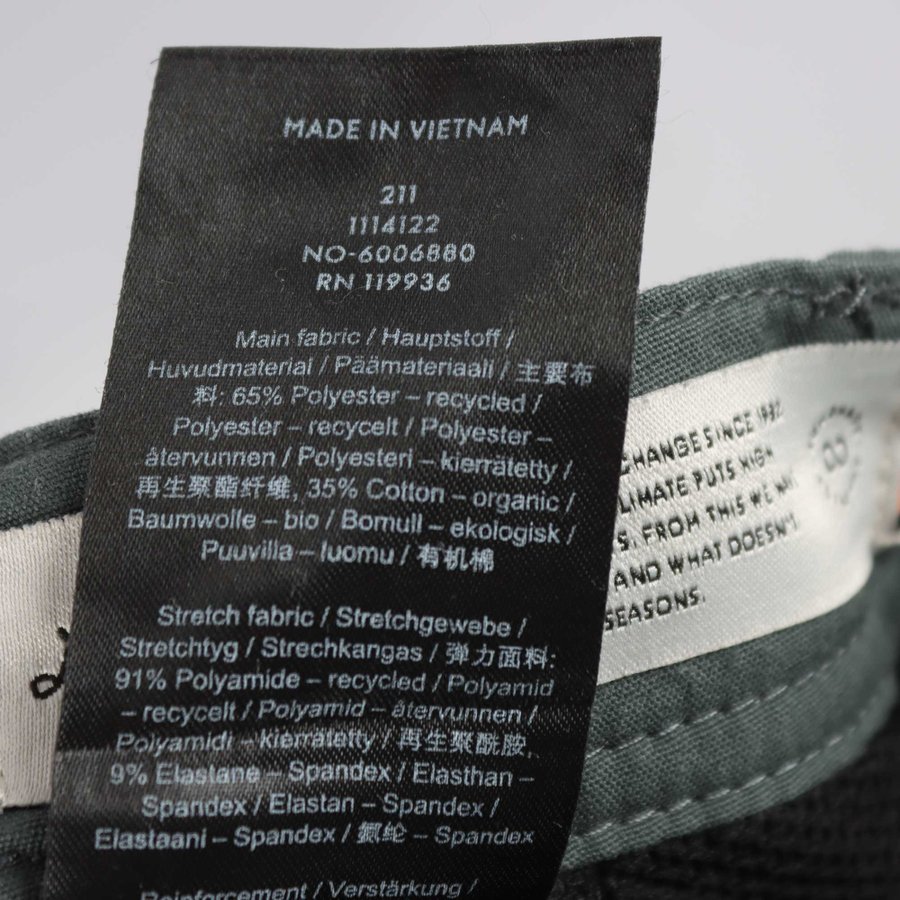 MADE IN VIETNAM
211
1114122
NO-6006880
RN 119936
Main fabric / Hauptstoff /
Huvudmaterial / Päämateriaali / 主要布
料: 65% Polyester – recycled /
Polyester – recycelt / Polyester –
återvunnen / Polyesteri – kierrätetty /
再生聚酯纤维, 35% Cotton – organic /
Baumwolle – bio / Bomull – ekologisk /
Puuvilla – luomu / 有机棉
Stretch fabric / Stretchgewebe /
Stretchtyg / Strechkangas / 弹力面料:
91% Polyamide – recycled / Polyamid
– recycelt / Polyamid – återvunnen /
Polyamidi – kierrätetty / 再生聚酰胺,
9% Elastane – Spandex / Elasthan –
Spandex / Elastan – Spandex /
Elastaani – Spandex / 氨纶 – Spandex
Reinforcement / Verstärkung /
CHANGE SINCE
LIMATE PUTS HIGH
S. FROM THIS WE
AND WHAT DOESN'T
SEASONS.